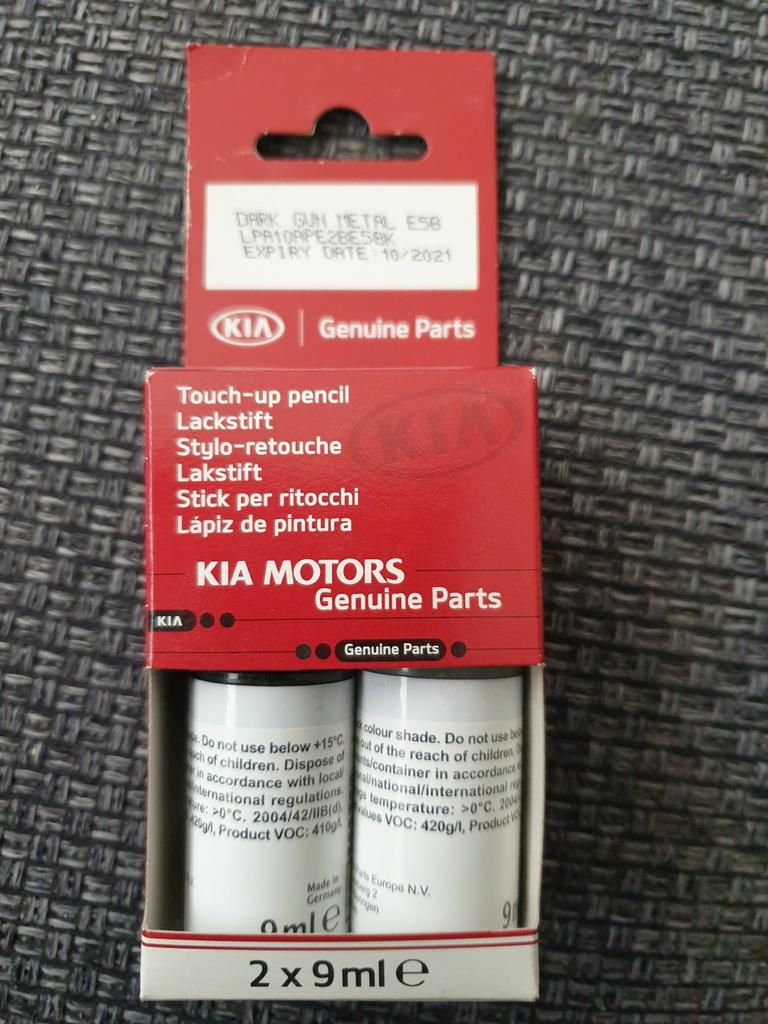 DARK GUN METAL E5B
LPA10APE2BE5BK
EXPIRY DATE:10/2021
KIA Genuine Parts
KIA
Touch-up pencil
Lackstift
Stylo-retouche
Lakstift
Stick per ritocchi
Lápiz de pintura
KIA MOTORS
Genuine Parts
KIA
Genuine Parts
Do not use below +15°C.
of children. Dispose of
in accordance with local/
international regulations.
>0°C. 2004/42/IIB(d),
420g/l, Product VOC: 410g/l
Made in
Germany
9ml e
colour shade. Do not use
out of the reach of children.
container in accordance
national/international
temperature: >0°C.
VOC: 420g/l, Product
Parts Europe N.V.
2 x 9ml e